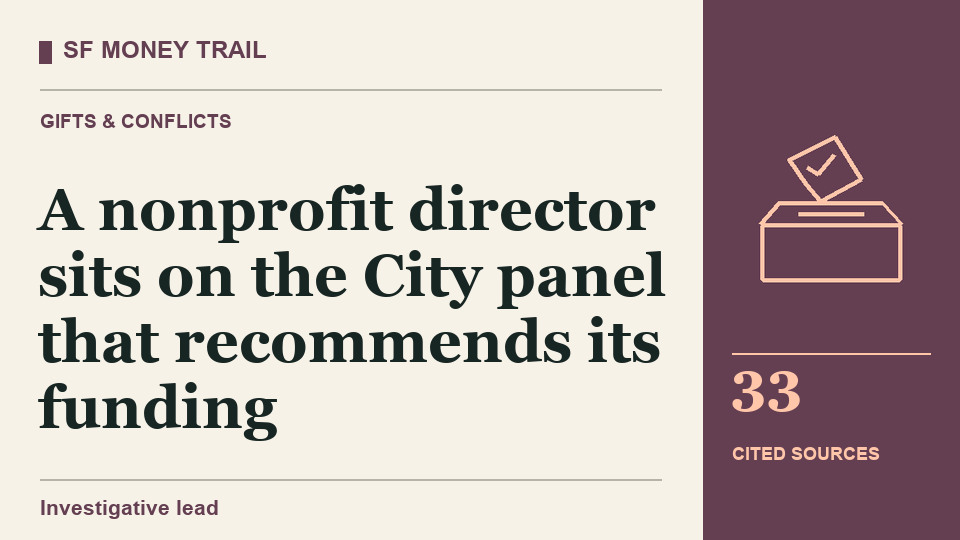 SF MONEY TRAIL
GIFTS & CONFLICTS
A nonprofit director
sits on the City panel
that recommends its
funding
Investigative lead
33
CITED SOURCES